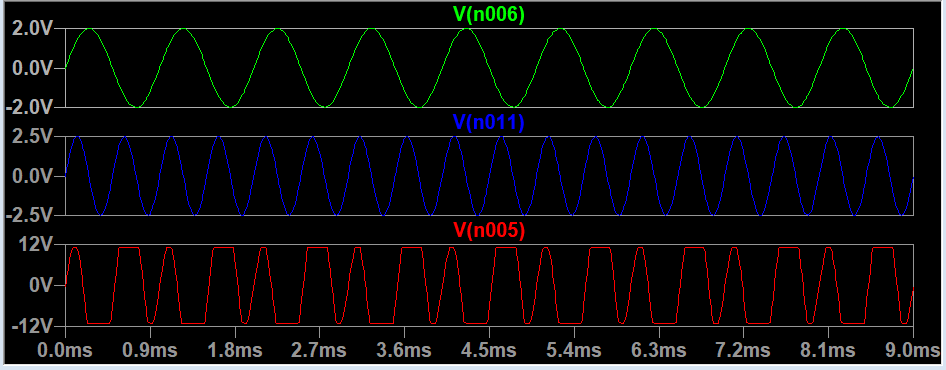 V(n006)
2.0V
0.0V
-2.0V
V(n011)
2.5V
0.0V
-2.5V
V(n005)
12V
0V
-12V
0.0ms 0.9ms 1.8ms 2.7ms 3.6ms 4.5ms 5.4ms 6.3ms 7.2ms 8.1ms 9.0ms